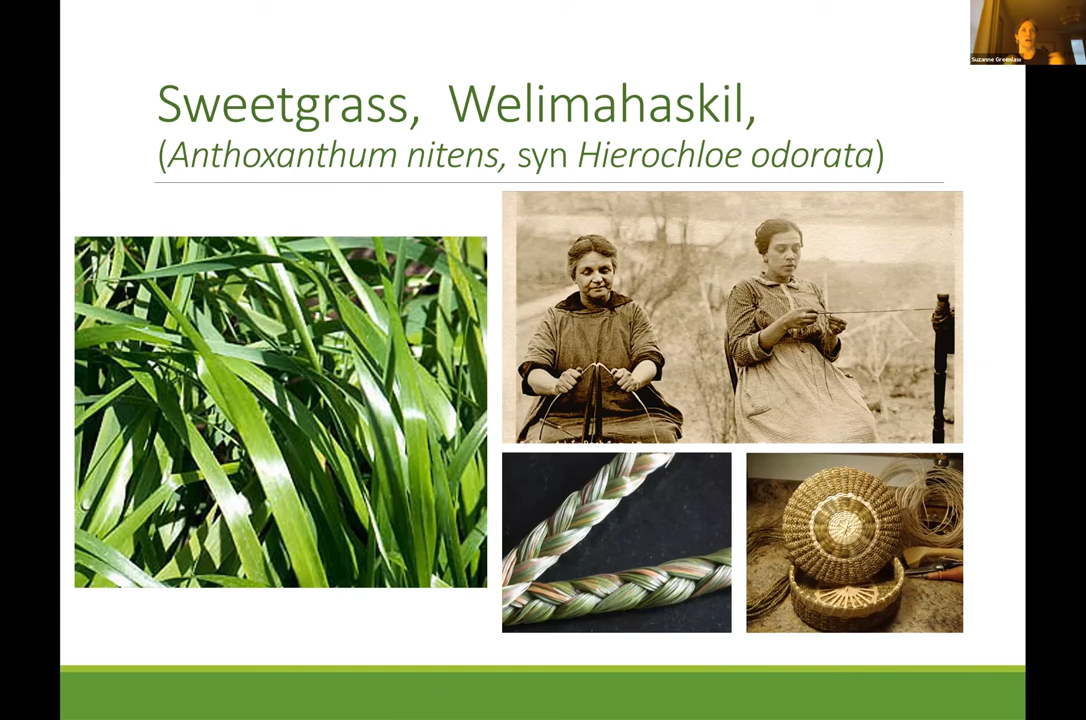 Suzanne Greenlaw
Sweetgrass, Welimahaskil,
(Anthoxanthum nitens, syn Hierochloe odorata)